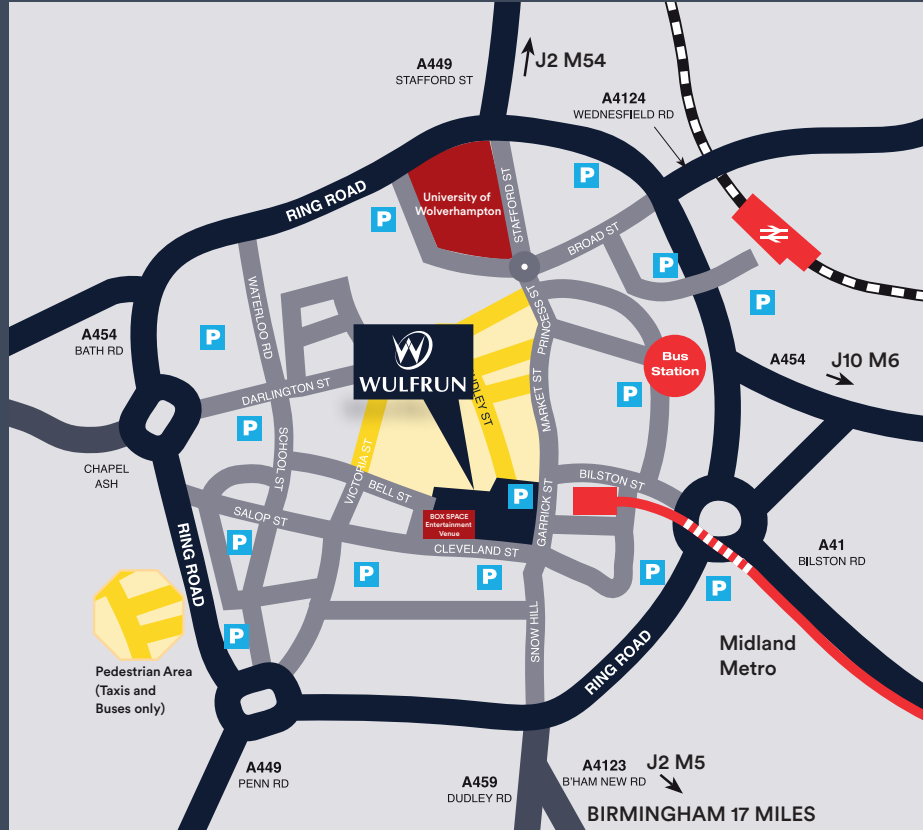 A449
STAFFORD ST
J2 M54
A4124
WEDNESFIELD RD
P
University of
Wolverhampton
STAFFORD ST
RING ROAD
P
BROAD ST
P
P
WATERLOO RD
PRINCESS ST
A454
BATH RD
P
WULFRUN
Bus
Station
A454
J10 M6
DARLINGTON ST
MARKET ST
P
P
CHAPEL
ASH
SCHOOL ST
VICTORIA ST
BELL ST
BILSTON ST
P
GARRICK ST
SALOP ST
BOX SPACE
Entertainment
Venue
CLEVELAND ST
P
RING ROAD
A41
BILSTON RD
P
P
P
P
Pedestrian Area
(Taxis and
Buses only)
P
SNOW HILL
RING ROAD
Midland
Metro
A449
PENN RD
A459
DUDLEY RD
A4123
B'HAM NEW RD
J2 M5
BIRMINGHAM 17 MILES